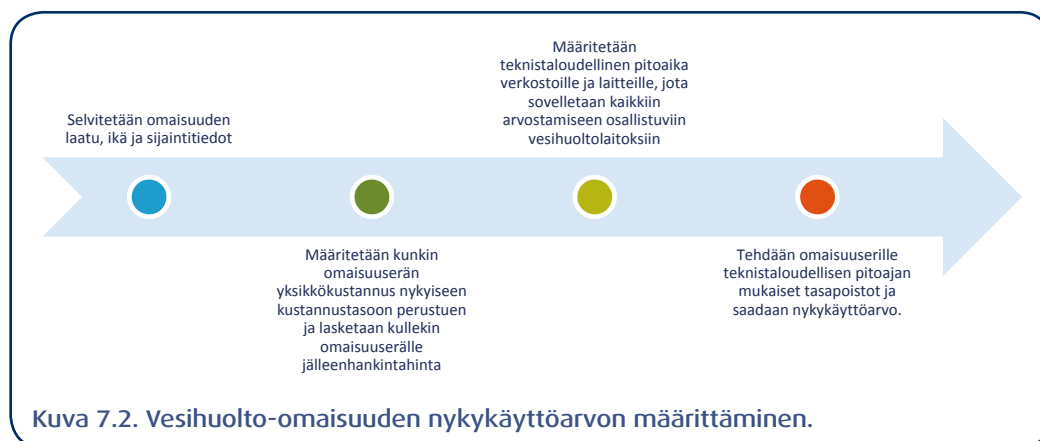 Selvitetään omaisuuden
laatu, ikä ja sijaintitiedot
Määritetään kunkin
omaisuuserän
yksikkökustannus nykyiseen
kustannustasoon perustuen
ja lasketaan kullekin
omaisuuserälle
jälleenhankintahinta
Määritetään
teknistaloudellinen pitoaika
verkostoille ja laitteille, jota
sovelletaan kaikkiin
arvostamiseen osallistuviin
vesihuoltolaitoksiin
Tehdään omaisuuserille
teknistaloudellisen pitoajan
mukaiset tasapoistot ja
saadaan nykykäyttöarvo.
Kuva 7.2. Vesihuolto-omaisuuden nykykäyttöarvon määrittäminen.